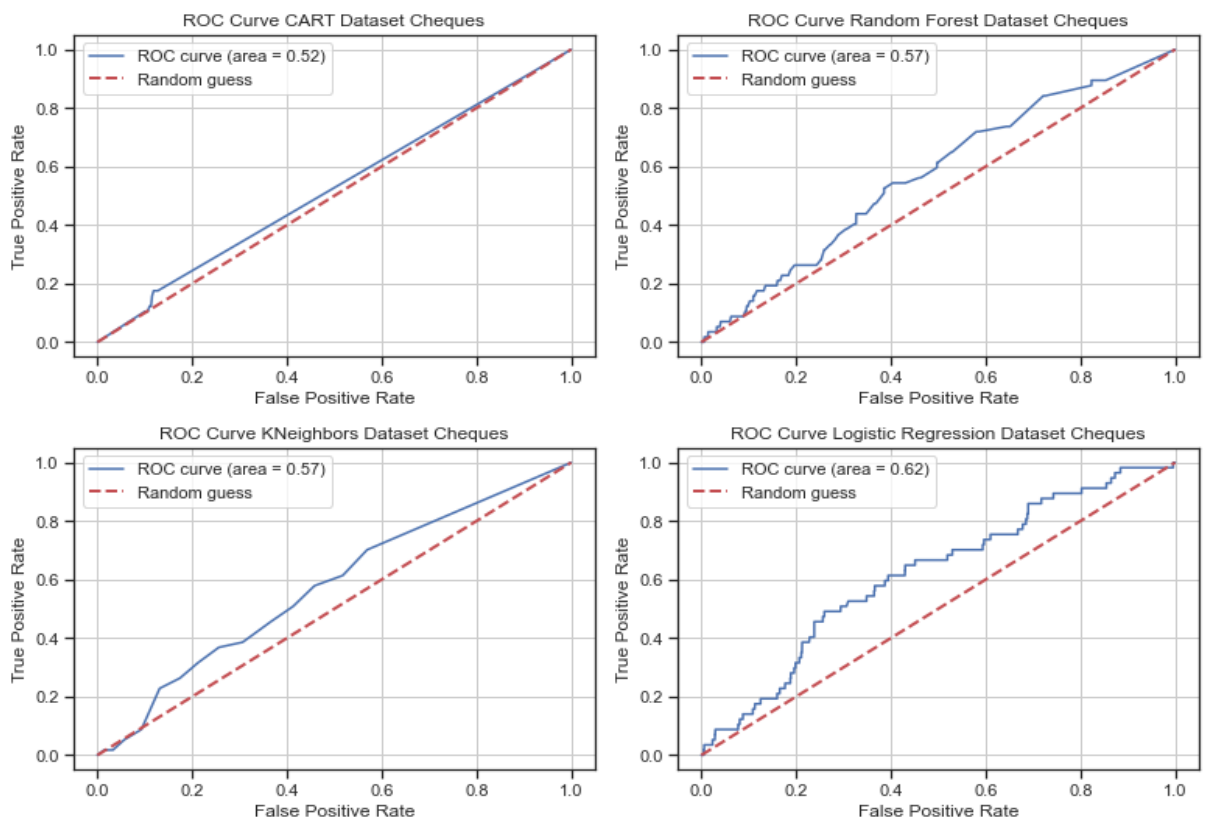 ROC Curve CART Dataset Cheques
ROC curve (area = 0.52)
Random guess
True Positive Rate
1.0
0.8
0.6
0.4
0.2
0.0
0.0 0.2 0.4 0.6 0.8 1.0
False Positive Rate
ROC Curve Random Forest Dataset Cheques
ROC curve (area = 0.57)
Random guess
True Positive Rate
1.0
0.8
0.6
0.4
0.2
0.0
0.0 0.2 0.4 0.6 0.8 1.0
False Positive Rate
ROC Curve KNeighbors Dataset Cheques
ROC curve (area = 0.57)
Random guess
True Positive Rate
1.0
0.8
0.6
0.4
0.2
0.0
0.0 0.2 0.4 0.6 0.8 1.0
False Positive Rate
ROC Curve Logistic Regression Dataset Cheques
ROC curve (area = 0.62)
Random guess
True Positive Rate
1.0
0.8
0.6
0.4
0.2
0.0
0.0 0.2 0.4 0.6 0.8 1.0
False Positive Rate